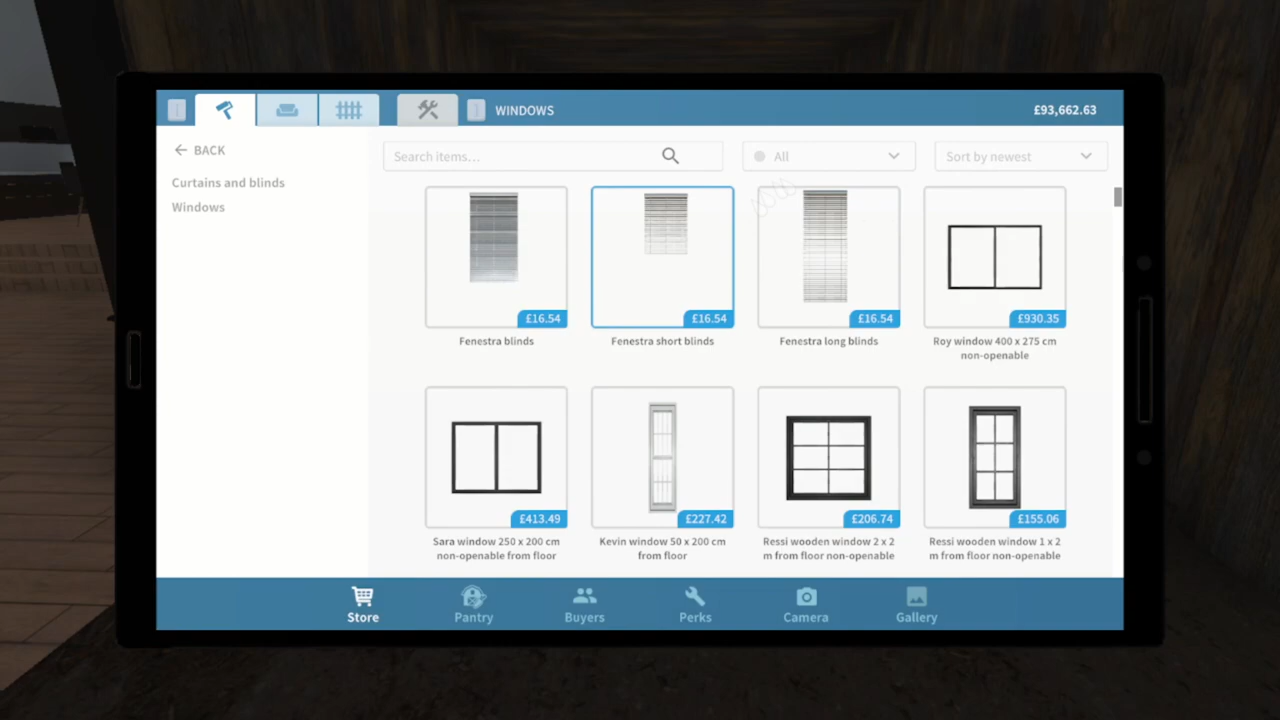 WINDOWS
£93,662.63
BACK
Curtains and blinds
Windows
Search items...
All
Sort by newest
£16.54
£16.54
£16.54
£930.35
Fenestra blinds
Fenestra short blinds
Fenestra long blinds
Roy window 400 x 275 cm
non-openable
£413.49
£227.42
£206.74
£155.06
Sara window 250 x 200 cm
non-openable from floor
Kevin window 50 x 200 cm
from floor
Ressi wooden window 2 x 2
m from floor non-openable
Ressi wooden window 1 x 2
m from floor non-openable
Store
Pantry
Buyers
Perks
Camera
Gallery